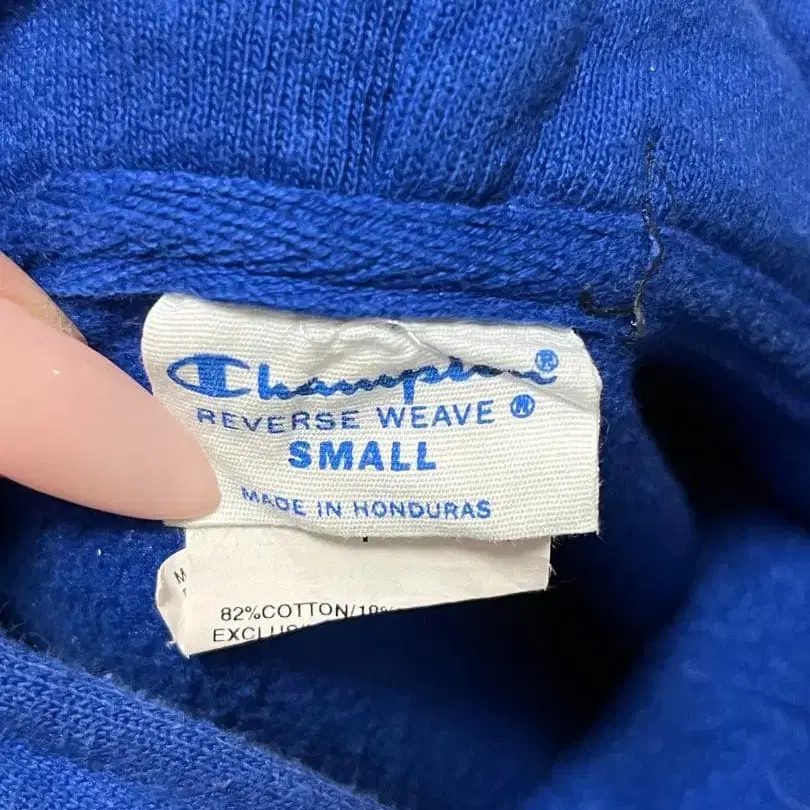 Champion®
REVERSE WEAVE ®
SMALL
MADE IN HONDURAS
82%COTTON/18%